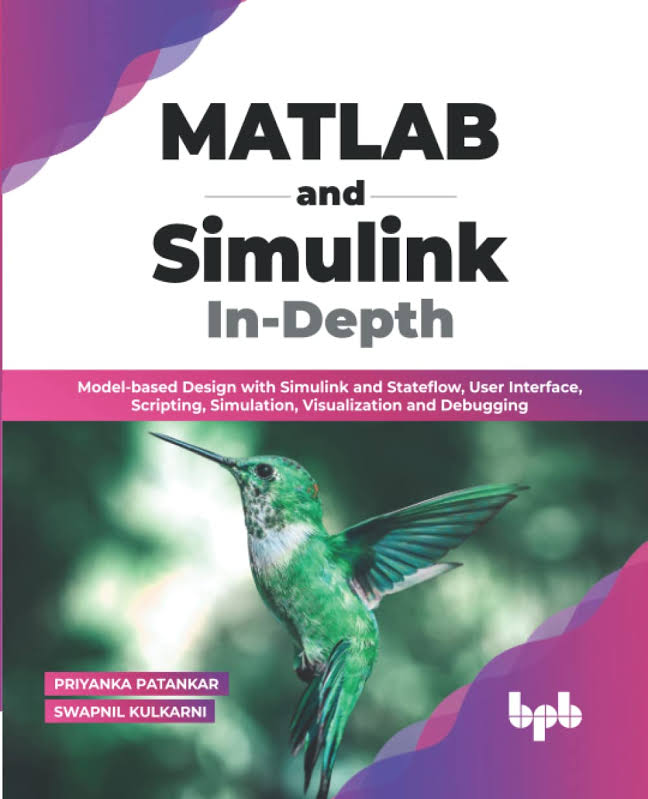 MATLAB
and
Simulink
In-Depth
Model-based Design with Simulink and Stateflow, User Interface,
Scripting, Simulation, Visualization and Debugging
PRIYANKA PATANKAR
SWAPNIL KULKARNI
bpb